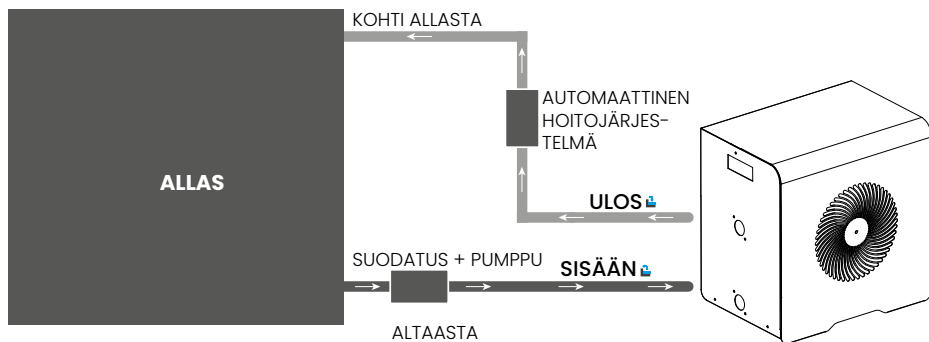 KOHTI ALLASTA
AUTOMAATTINEN
HOITOJÄRJES-
TELMÄ
ALLAS
ULOS
SUODATUS + PUMPPU
SISÄÄN
ALTAASTA